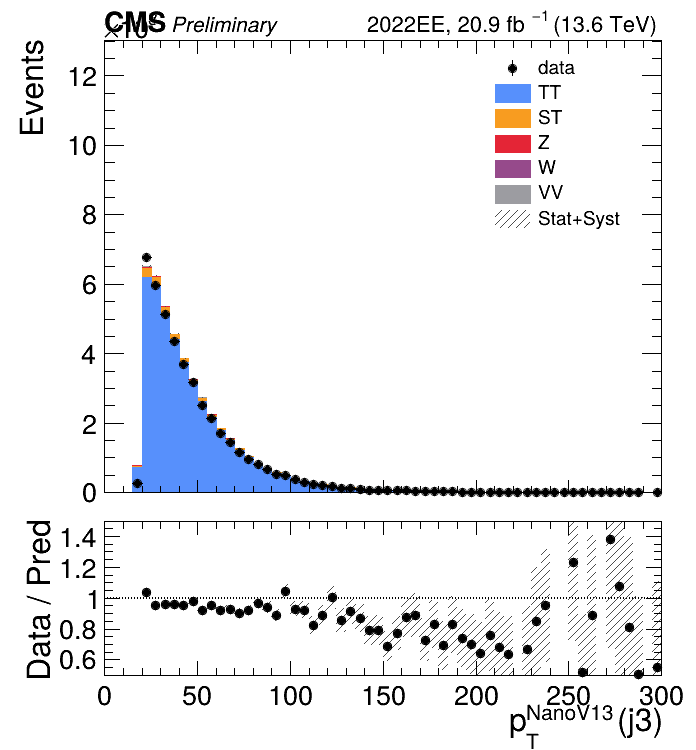 CMS Preliminary 2022EE, 20.9 fb⁻¹ (13.6 TeV)
Events
12
10
8
6
4
2
0
data
TT
ST
Z
W
VV
Stat+Syst
Data / Pred
1.4
1.2
1
0.8
0.6
0 50 100 150 200 250 300
p_T^NanoV13 (j3)